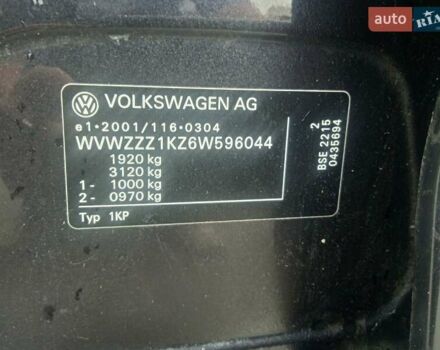 AUTO
RIA
VOLKSWAGEN AG
e1•2001/116•0304
WVWZZZ1KZ6W596044
1920 kg
3120 kg
1- 1000 kg
2- 0970 kg
Typ 1KP
2
BSE 2215
0435694